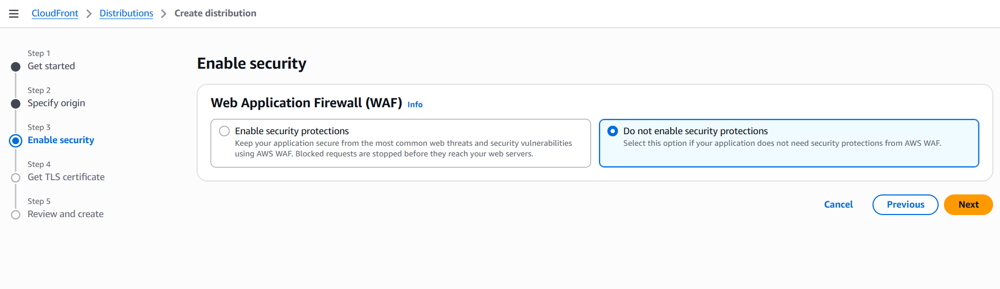 CloudFront > Distributions > Create distribution
Step 1
Get started
Step 2
Specify origin
Step 3
Enable security
Step 4
Get TLS certificate
Step 5
Review and create
Enable security
Web Application Firewall (WAF) Info
Enable security protections
Keep your application secure from the most common web threats and security vulnerabilities
using AWS WAF. Blocked requests are stopped before they reach your web servers.
Do not enable security protections
Select this option if your application does not need security protections from AWS WAF.
Cancel Previous Next